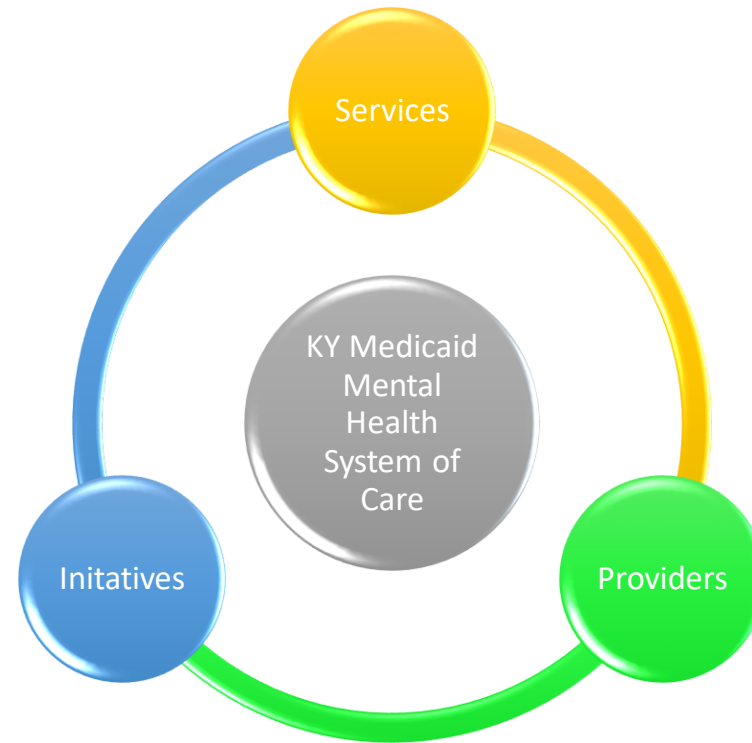 Services
KY Medicaid
Mental
Health
System of
Care
Initatives
Providers